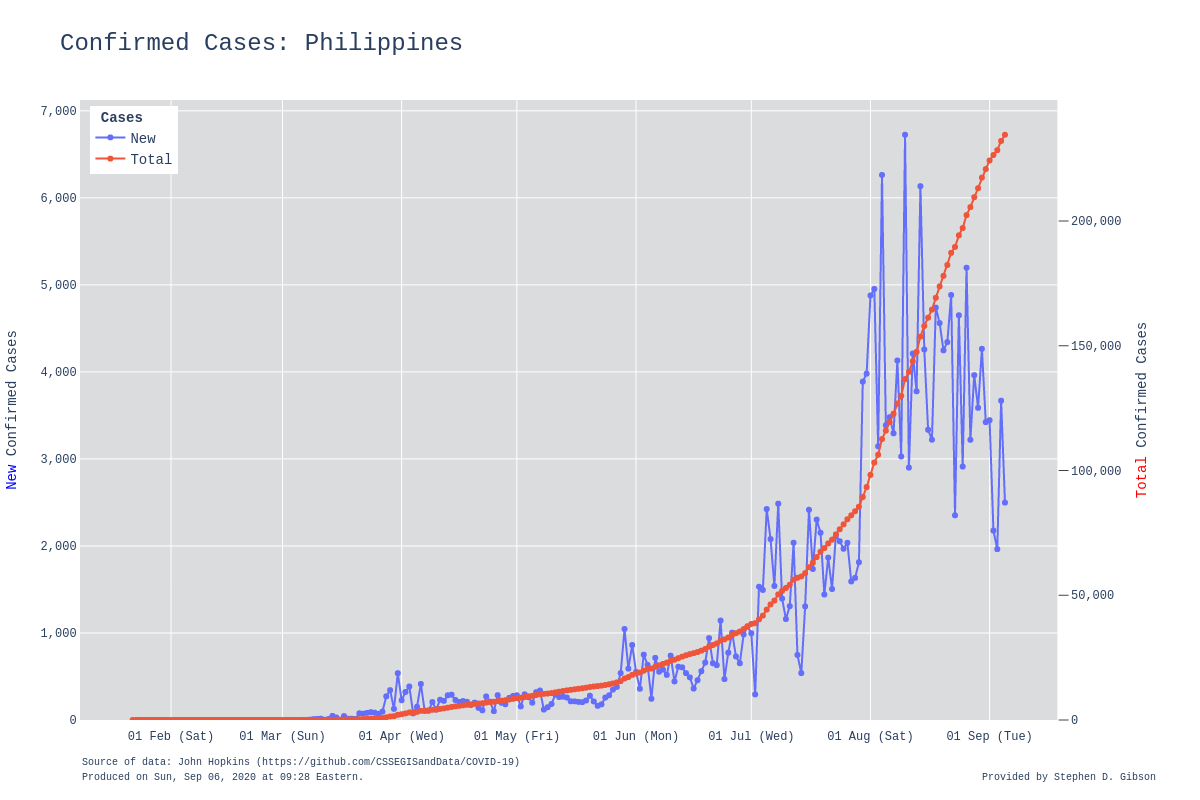 Confirmed Cases: Philippines
Cases
New
Total
7,000
6,000
5,000
4,000
3,000
2,000
1,000
0
New Confirmed Cases
200,000
150,000
100,000
50,000
0
Total Confirmed Cases
01 Feb (Sat) 01 Mar (Sun) 01 Apr (Wed) 01 May (Fri) 01 Jun (Mon) 01 Jul (Wed) 01 Aug (Sat) 01 Sep (Tue)
Source of data: John Hopkins (https://github.com/CSSEGISandData/COVID-19)
Produced on Sun, Sep 06, 2020 at 09:28 Eastern.
Provided by Stephen D. Gibson